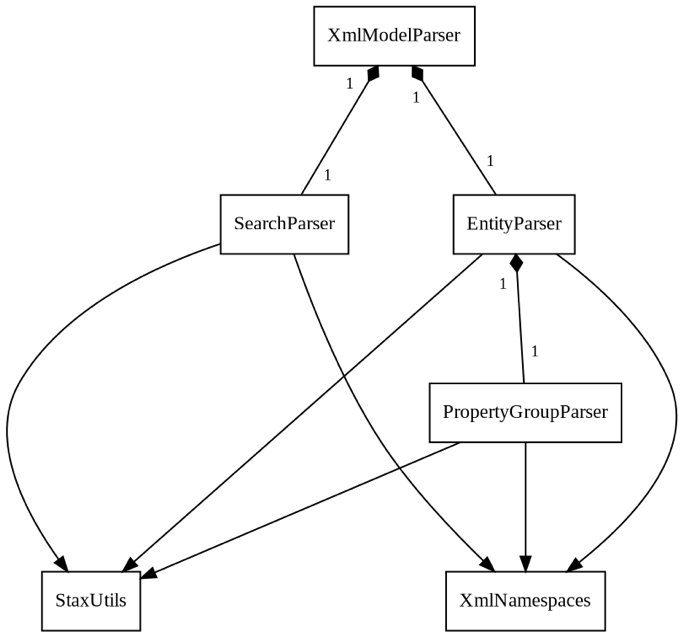 XmlModelParser
1
1
1
1
SearchParser
EntityParser
1
1
PropertyGroupParser
StaxUtils
XmlNamespaces